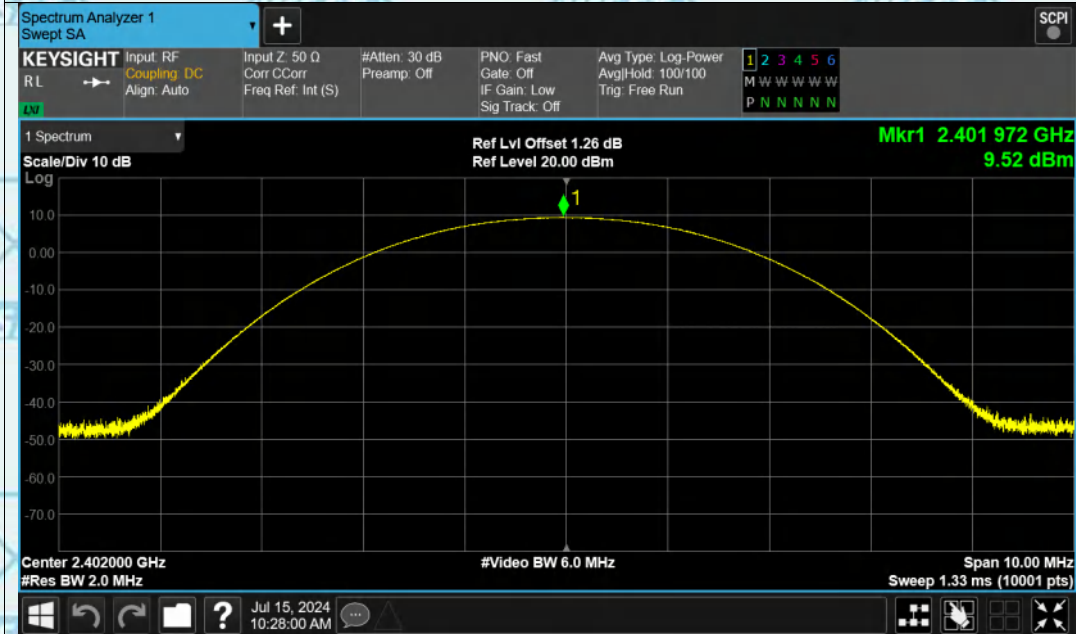 Spectrum Analyzer 1
Swept SA
+
SCPI
KEYSIGHT
R L
LXI
Input: RF
Coupling: DC
Align: Auto
Input Z: 50 Ω
Corr CCorr
Freq Ref: Int (S)
#Atten: 30 dB
Preamp: Off
PNO: Fast
Gate: Off
IF Gain: Low
Sig Track: Off
Avg Type: Log-Power
Avg|Hold: 100/100
Trig: Free Run
1 2 3 4 5 6
M W W W W W
P N N N N N
1 Spectrum
Scale/Div 10 dB
Log
Ref Lvl Offset 1.26 dB
Ref Level 20.00 dBm
Mkr1 2.401 972 GHz
9.52 dBm
1
10.0
0.00
-10.0
-20.0
-30.0
-40.0
-50.0
-60.0
-70.0
Center 2.402000 GHz
#Res BW 2.0 MHz
#Video BW 6.0 MHz
Span 10.00 MHz
Sweep 1.33 ms (10001 pts)
?
Jul 15, 2024
10:28:00 AM